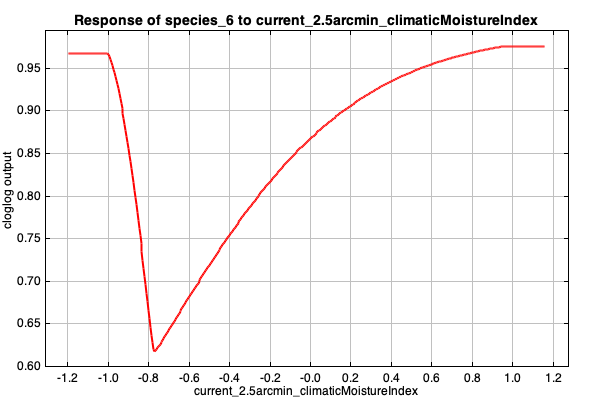 Response of species_6 to current_2.5arcmin_climaticMoistureIndex
cloglog output
0.95
0.90
0.85
0.80
0.75
0.70
0.65
0.60
-1.2 -1.0 -0.8 -0.6 -0.4 -0.2 -0.0 0.2 0.4 0.6 0.8 1.0 1.2
current_2.5arcmin_climaticMoistureIndex